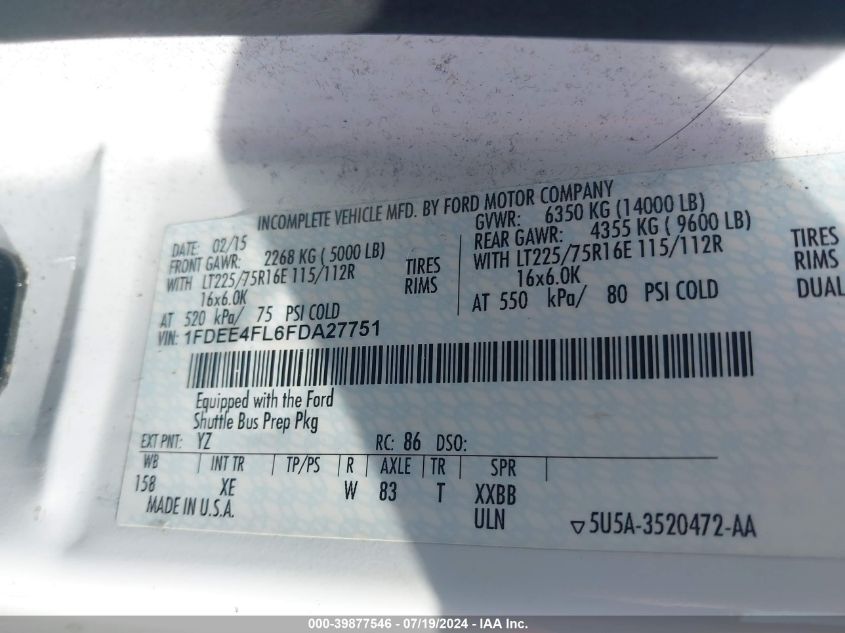 INCOMPLETE VEHICLE MFD. BY FORD MOTOR COMPANY
DATE: 02/15
FRONT GAWR: 2268 KG ( 5000 LB)
WITH LT225/75R16E 115/112R TIRES
16x6.0K RIMS
AT 520 kPa/ 75 PSI COLD
GVWR: 6350 KG (14000 LB)
REAR GAWR: 4355 KG ( 9600 LB)
WITH LT225/75R16E 115/112R TIRES
16x6.0K RIMS
AT 550 kPa/ 80 PSI COLD DUAL
VIN: 1FDEE4FL6FDA27751
Equipped with the Ford
Shuttle Bus Prep Pkg
EXT PNT: YZ RC: 86 DSO:
WB INT TR TP/PS R AXLE TR SPR
158 XE W 83 T XXBB
MADE IN U.S.A. ULN
5U5A-3520472-AA
000-39877546 - 07/19/2024 - IAA Inc.